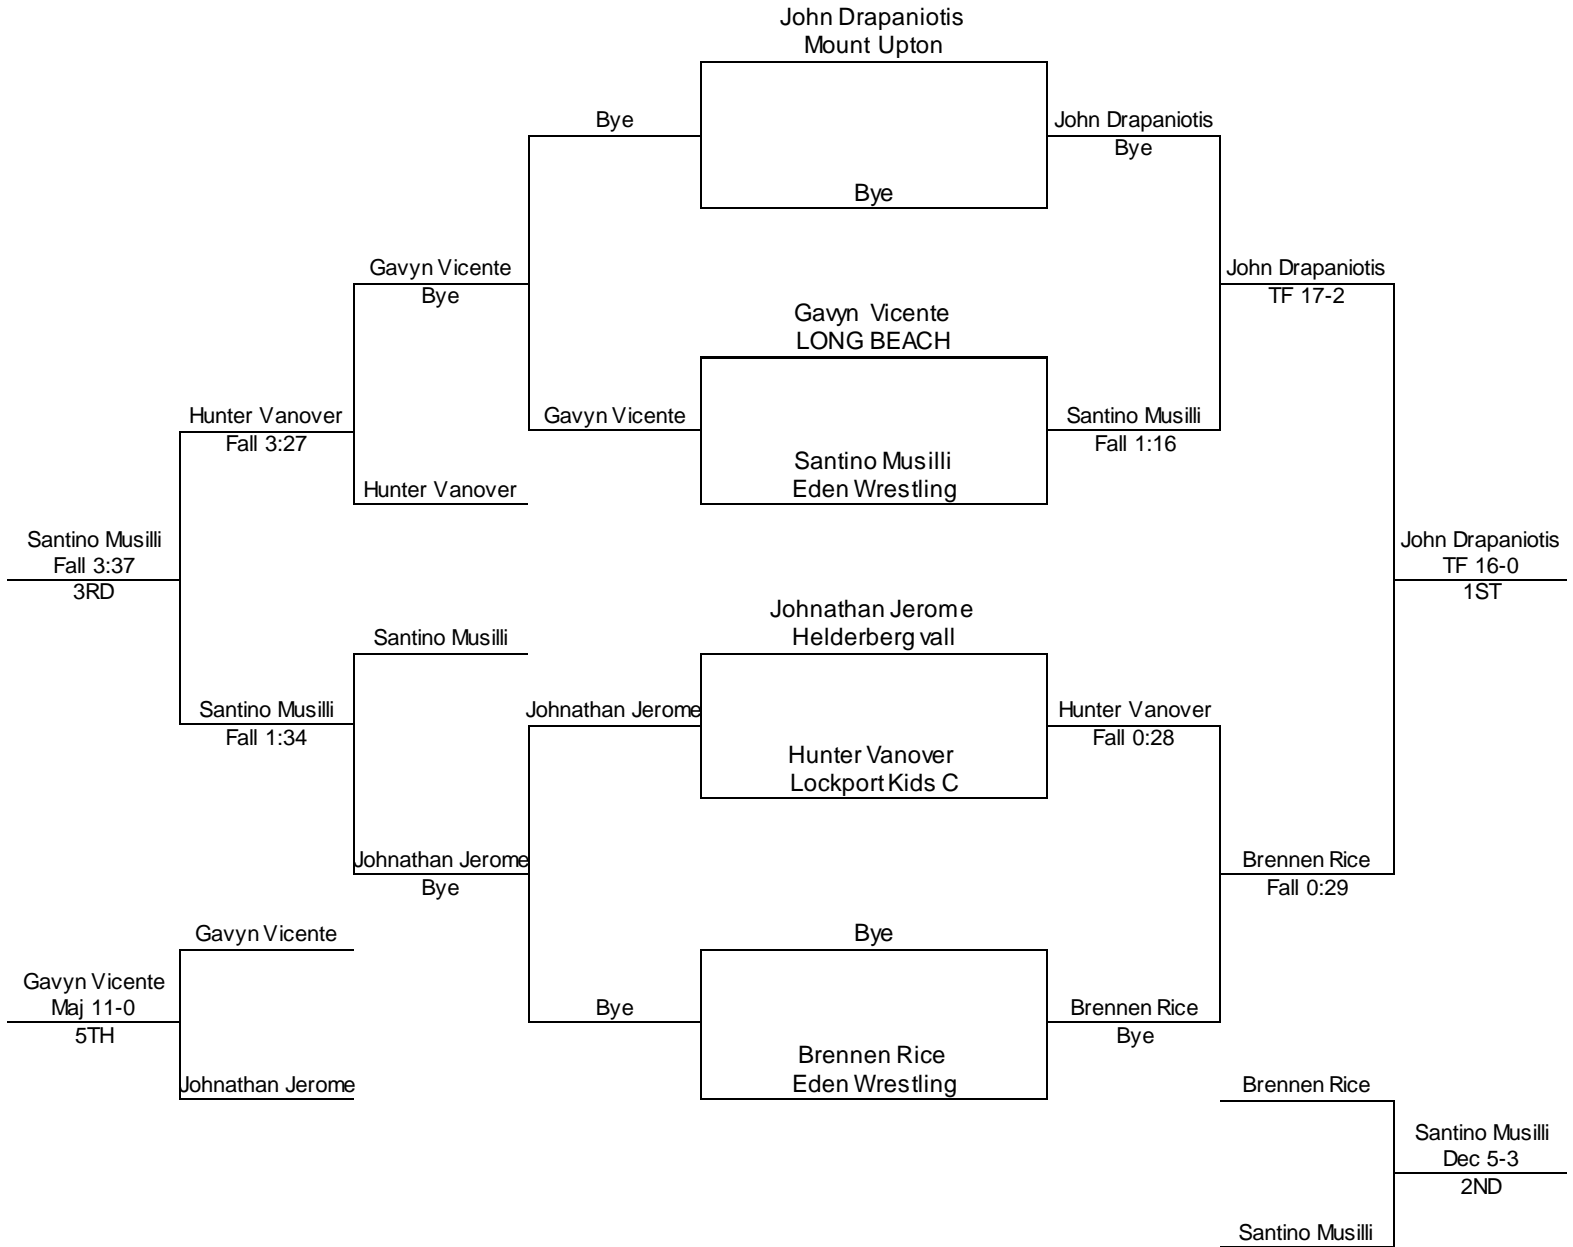 John Drapaniotis
Mount Upton
Bye
John Drapaniotis
Bye
Bye
Gavyn Vicente
Bye
John Drapaniotis
TF 17-2
Gavyn Vicente
LONG BEACH
Hunter Vanover
Fall 3:27
Gavyn Vicente
Santino Musilli
Fall 1:16
Santino Musilli
Eden Wrestling
Hunter Vanover
Santino Musilli
Fall 3:37
3RD
John Drapaniotis
TF 16-0
1ST
Johnathan Jerome
Helderberg vall
Santino Musilli
Santino Musilli
Fall 1:34
Johnathan Jerome
Hunter Vanover
Fall 0:28
Hunter Vanover
Lockport Kids C
Johnathan Jerome
Bye
Brennen Rice
Fall 0:29
Gavyn Vicente
Bye
Gavyn Vicente
Maj 11-0
5TH
Bye
Brennen Rice
Bye
Brennen Rice
Eden Wrestling
Johnathan Jerome
Brennen Rice
Santino Musilli
Dec 5-3
2ND
Santino Musilli